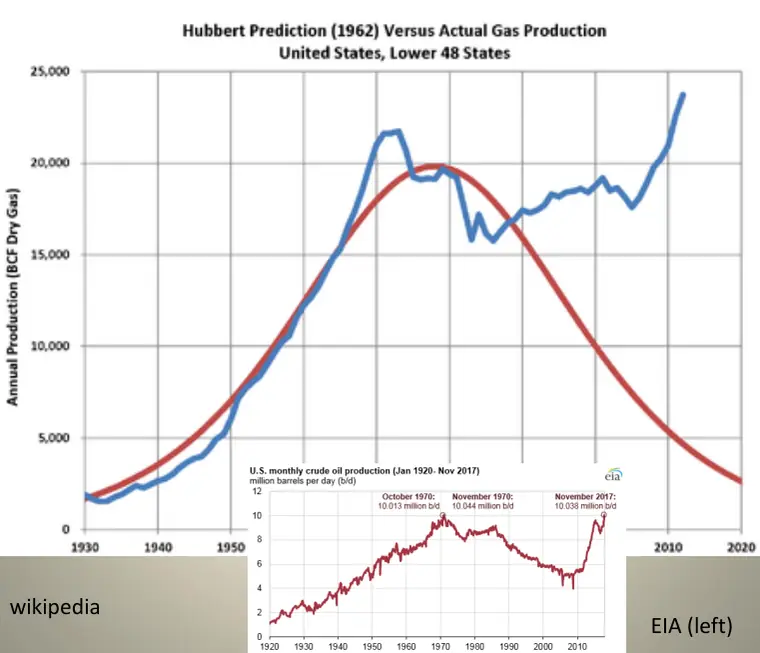 Hubbert Prediction (1962) Versus Actual Gas Production
United States, Lower 48 States
Annual Production (BCF Dry Gas)
25,000
20,000
15,000
10,000
5,000
0
1930 1940 1950 2010 2020
U.S. monthly crude oil production (Jan 1920- Nov 2017)
million barrels per day (b/d)
eia
12
10
8
6
4
2
0
October 1970:
10.013 million b/d
November 1970:
10.044 million b/d
November 2017:
10.038 million b/d
1920 1930 1940 1950 1960 1970 1980 1990 2000 2010
wikipedia
EIA (left)